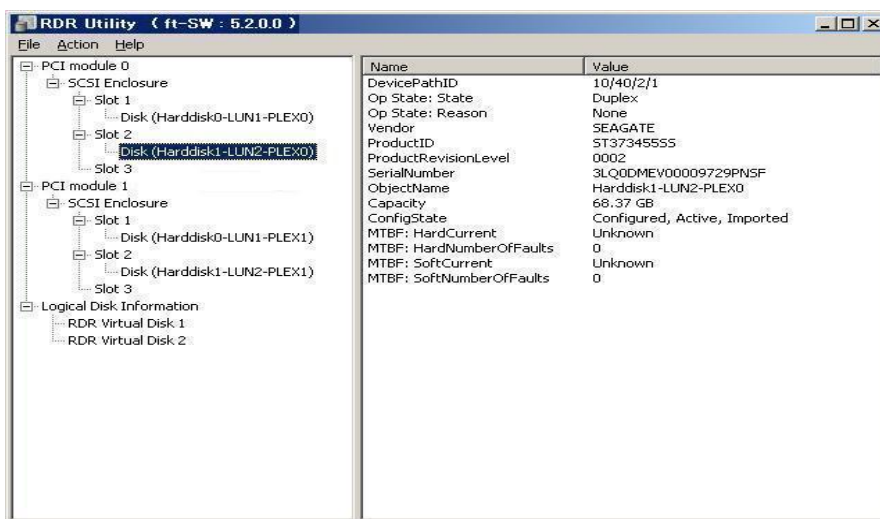 RDR Utility ( ft-SW : 5.2.0.0 )
File Action Help
PCI module 0
SCSI Enclosure
Slot 1
Disk (Harddisk0-LUN1-PLEX0)
Slot 2
Disk (Harddisk1-LUN2-PLEX0)
Slot 3
PCI module 1
SCSI Enclosure
Slot 1
Disk (Harddisk0-LUN1-PLEX1)
Slot 2
Disk (Harddisk1-LUN2-PLEX1)
Slot 3
Logical Disk Information
RDR Virtual Disk 1
RDR Virtual Disk 2
Name Value
DevicePathID 10/40/2/1
Op State: State Duplex
Op State: Reason None
Vendor SEAGATE
ProductID ST373455SS
ProductRevisionLevel 0002
SerialNumber 3LQ0DMEV00009729PNSF
ObjectName Harddisk1-LUN2-PLEX0
Capacity 68.37 GB
ConfigState Configured, Active, Imported
MTBF: HardCurrent Unknown
MTBF: HardNumberOfFaults 0
MTBF: SoftCurrent Unknown
MTBF: SoftNumberOfFaults 0